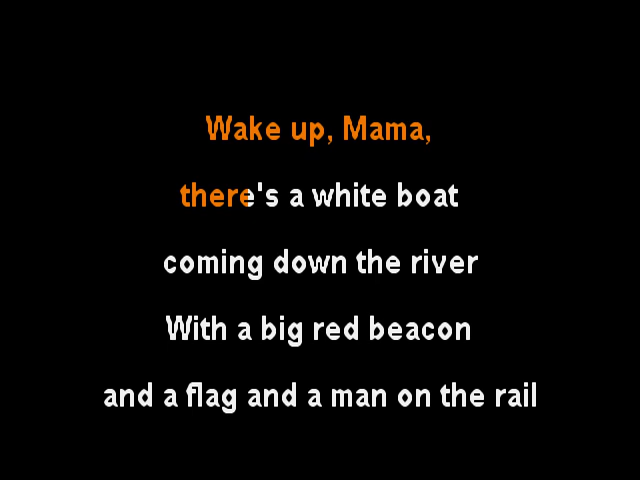 Wake up, Mama,
there's a white boat
coming down the river
With a big red beacon
and a flag and a man on the rail